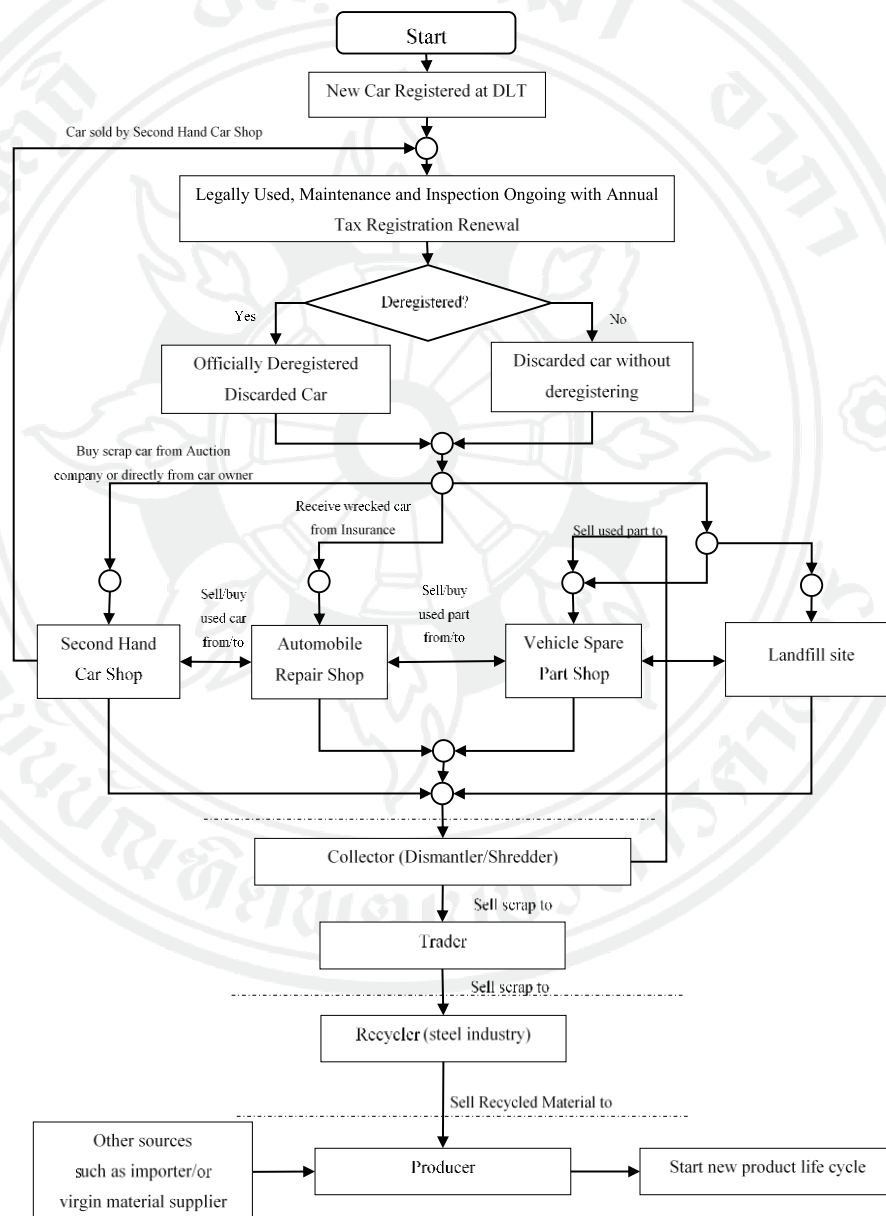 Start
New Car Registered at DLT
Car sold by Second Hand Car Shop
Legally Used, Maintenance and Inspection Ongoing with Annual
Tax Registration Renewal
Deregistered?
Yes
No
Officially Deregistered
Discarded Car
Discarded car without
deregistering
Buy scrap car from Auction
company or directly from car owner
Receive wrecked car
from Insurance
Sell used part to
Sell/buy
used car
from/to
Sell/buy
used part
from/to
Second Hand
Car Shop
Automobile
Repair Shop
Vehicle Spare
Part Shop
Landfill site
Collector (Dismantler/Shredder)
Sell scrap to
Trader
Sell scrap to
Recycler (steel industry)
Sell Recycled Material to
Other sources
such as importer/or
virgin material supplier
Producer
Start new product life cycle